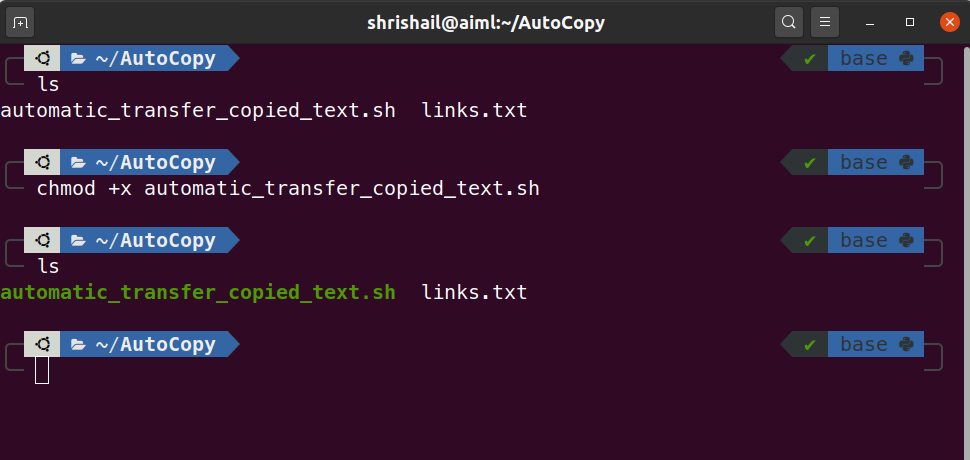 shrishail@aiml:~/AutoCopy
~/AutoCopy ✔ base
ls
automatic_transfer_copied_text.sh links.txt
~/AutoCopy ✔ base
chmod +x automatic_transfer_copied_text.sh
~/AutoCopy ✔ base
ls
automatic_transfer_copied_text.sh links.txt
~/AutoCopy ✔ base